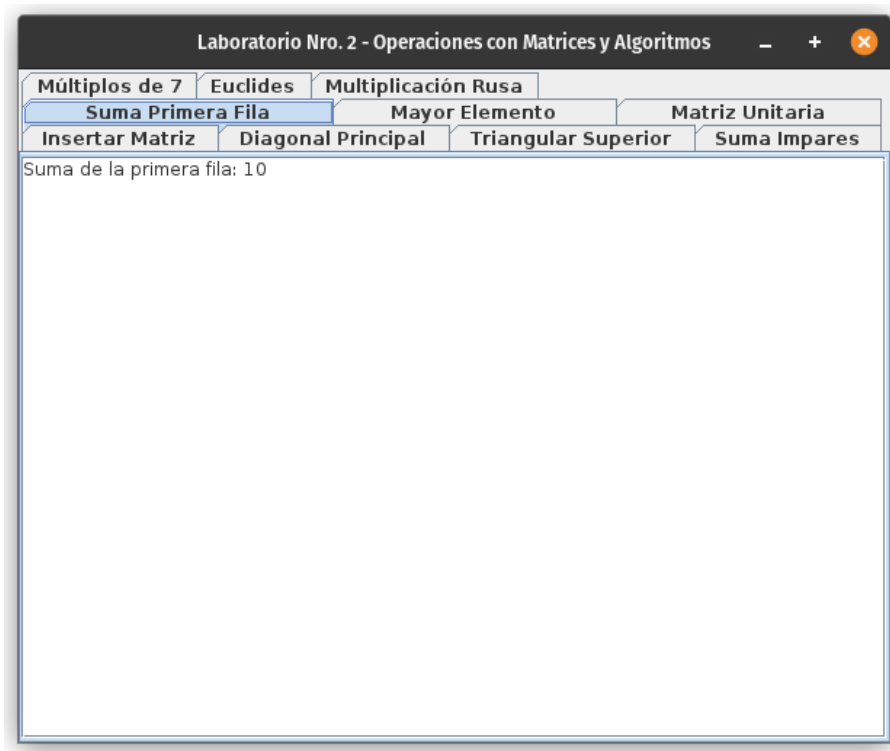 Laboratorio Nro. 2 - Operaciones con Matrices y Algoritmos
Múltiplos de 7 Euclides Multiplicación Rusa
Suma Primera Fila Mayor Elemento Matriz Unitaria
Insertar Matriz Diagonal Principal Triangular Superior Suma Impares
Suma de la primera fila: 10